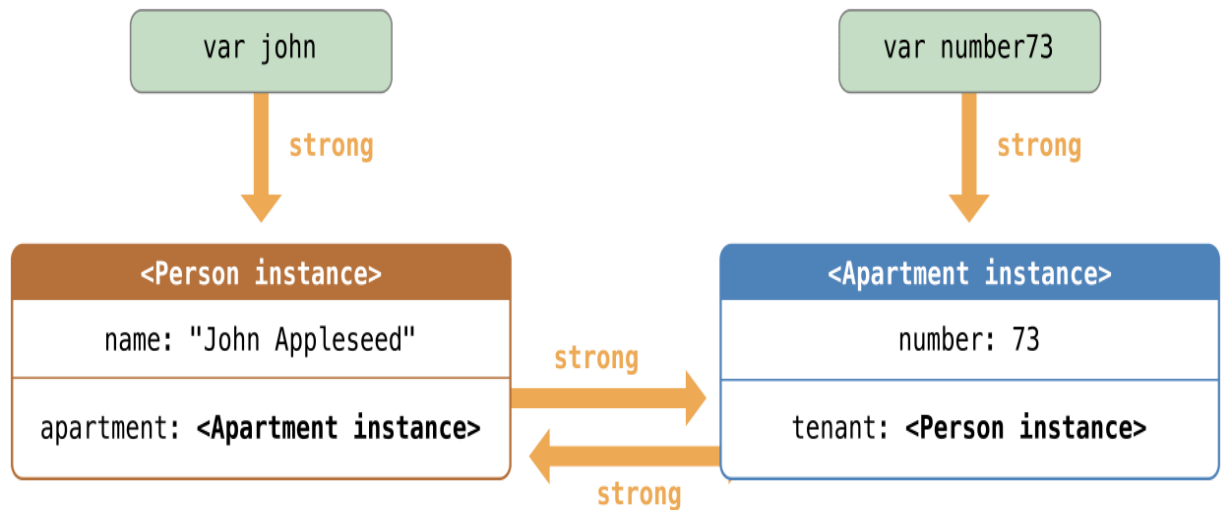 var john
var number73
strong
strong
<Person instance>
<Apartment instance>
name: "John Appleseed"
number: 73
strong
apartment: <Apartment instance>
tenant: <Person instance>
strong